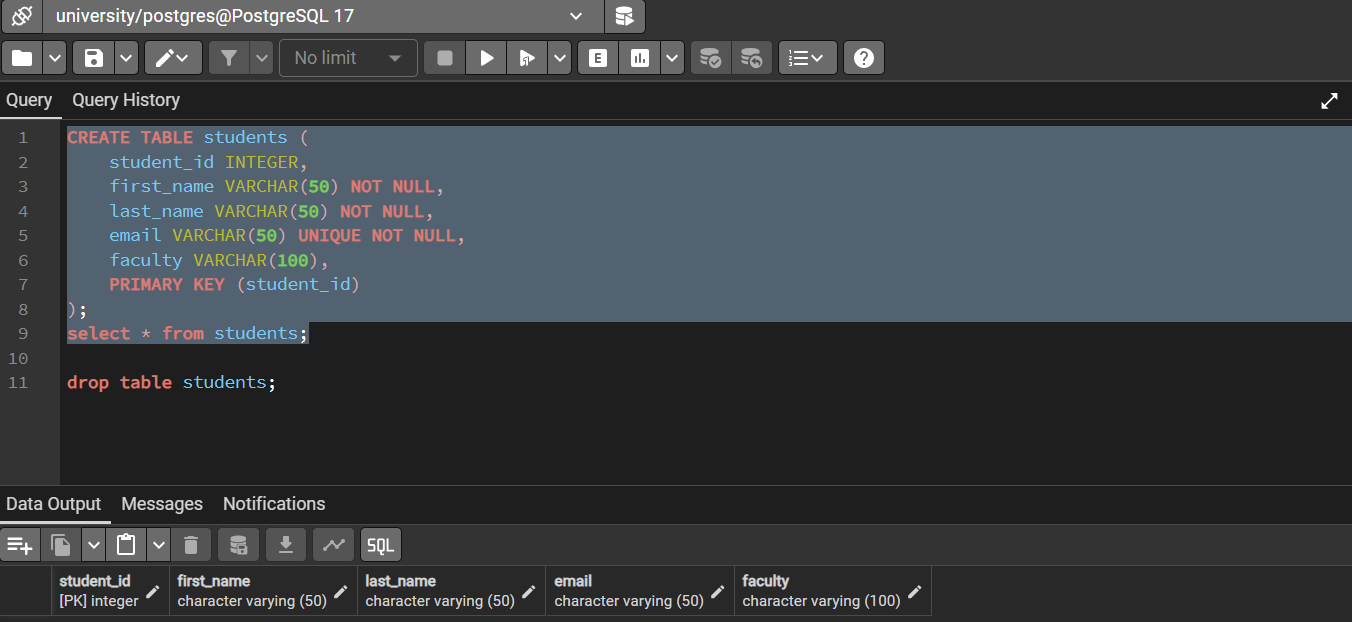 university/postgres@PostgreSQL 17
No limit
E
Query Query History
1 CREATE TABLE students (
2 student_id INTEGER,
3 first_name VARCHAR(50) NOT NULL,
4 last_name VARCHAR(50) NOT NULL,
5 email VARCHAR(50) UNIQUE NOT NULL,
6 faculty VARCHAR(100),
7 PRIMARY KEY (student_id)
8 );
9 select * from students;
10
11 drop table students;
Data Output Messages Notifications
SQL
student_id first_name last_name email faculty
[PK] integer character varying (50) character varying (50) character varying (50) character varying (100)